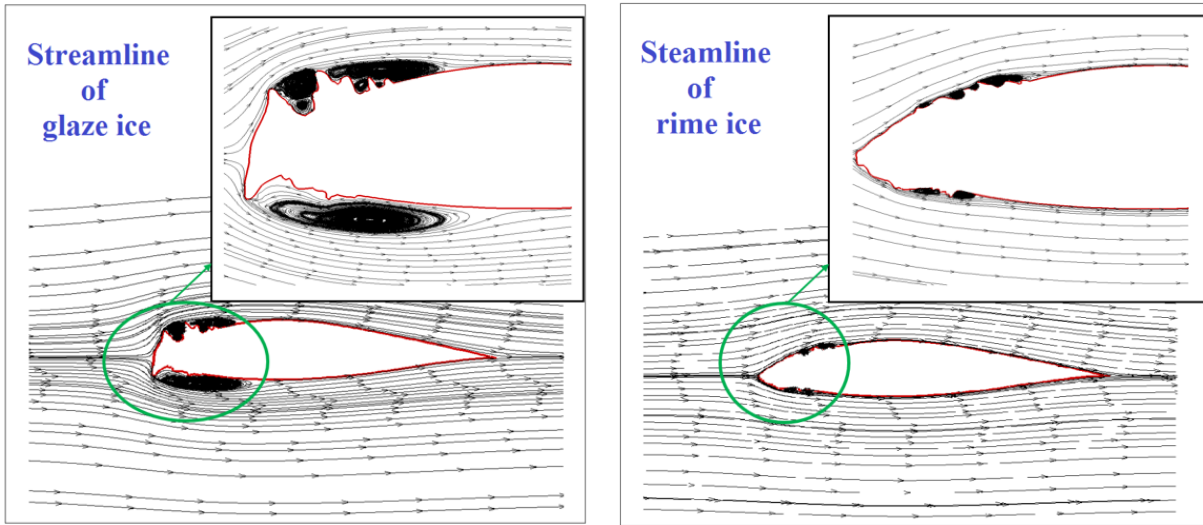 Streamline
of
glaze ice
Steamline
of
rime ice